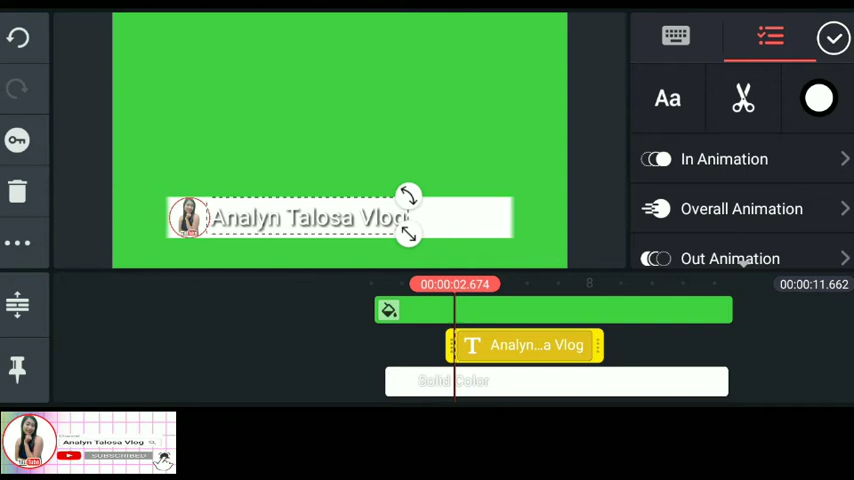 Aa
In Animation
Overall Animation
Out Animation
Analyn Talosa Vlog
00:00:02.674
8
00:00:11.662
T Analyn...a Vlog
Solid Color
Analyn Talosa Vlog
SUBSCRIBED